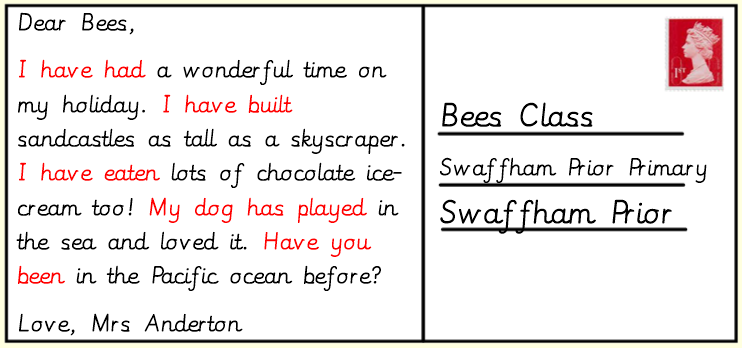 Dear Bees,
I have had a wonderful time on
my holiday. I have built
sandcastles as tall as a skyscraper.
I have eaten lots of chocolate ice-
cream too! My dog has played in
the sea and loved it. Have you
been in the Pacific ocean before?
Love, Mrs Anderton
1ST
Bees Class
Swaffham Prior Primary
Swaffham Prior